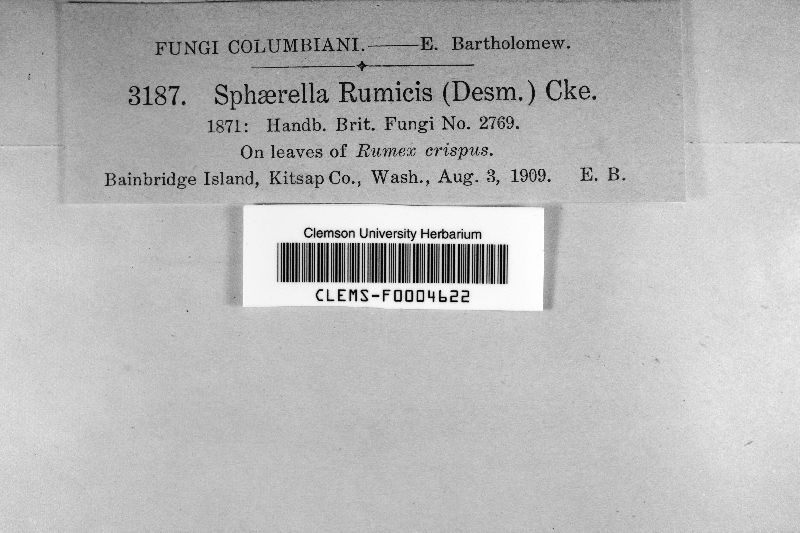 FUNGI COLUMBIANI.——E. Bartholomew.
3187. Sphærella Rumicis (Desm.) Cke.
1871: Handb. Brit. Fungi No. 2769.
On leaves of Rumex crispus.
Bainbridge Island, Kitsap Co., Wash., Aug. 3, 1909. E. B.
Clemson University Herbarium
CLEMS-F0004622